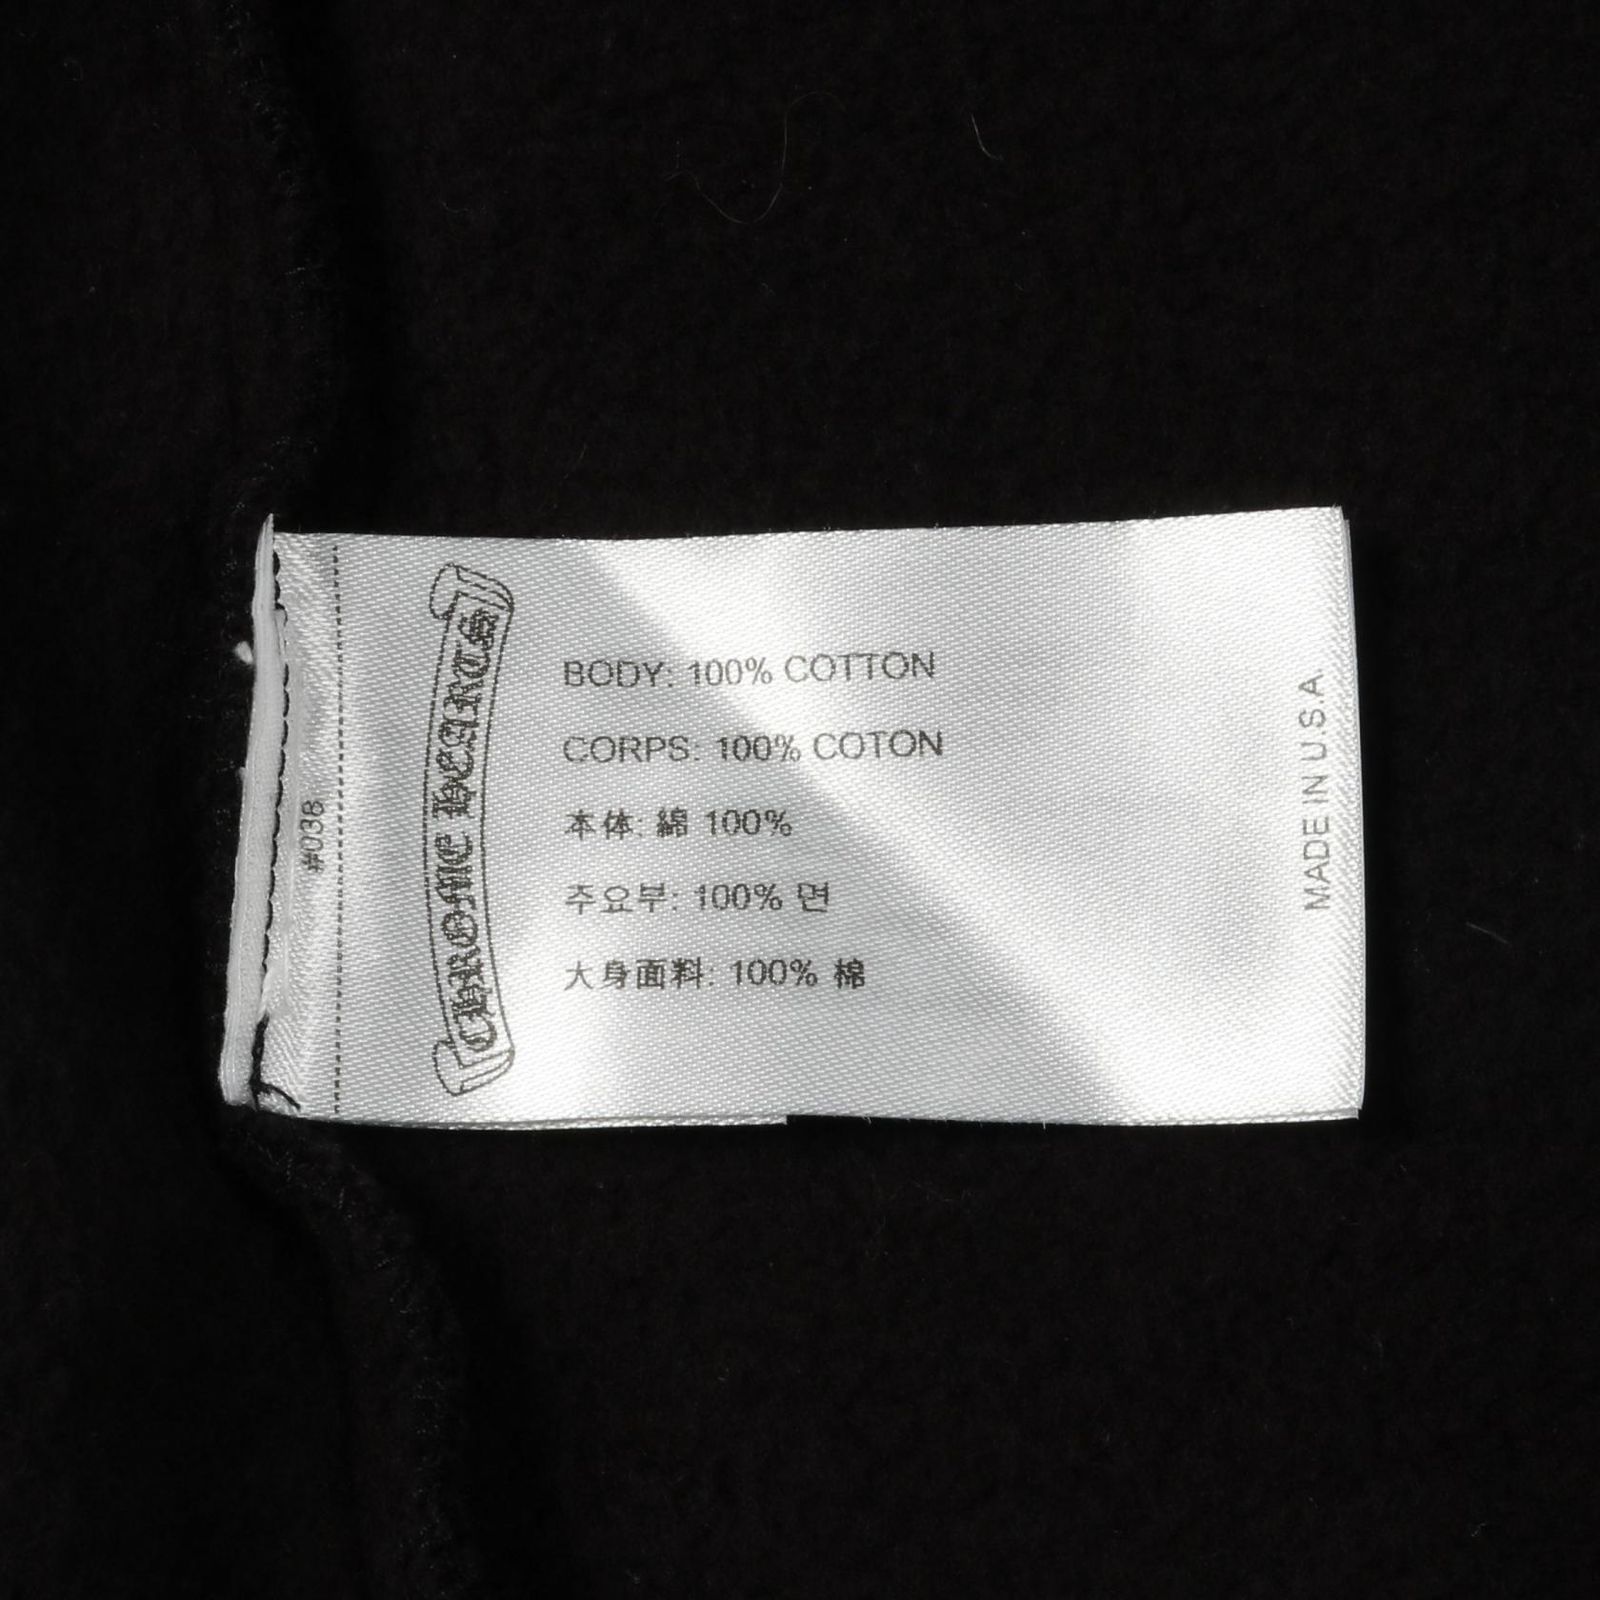 #038
CHROME HEARTS
BODY: 100% COTTON
CORPS: 100% COTON
本体: 綿 100%
주요부: 100% 면
大身面料: 100% 棉
MADE IN U.S.A.